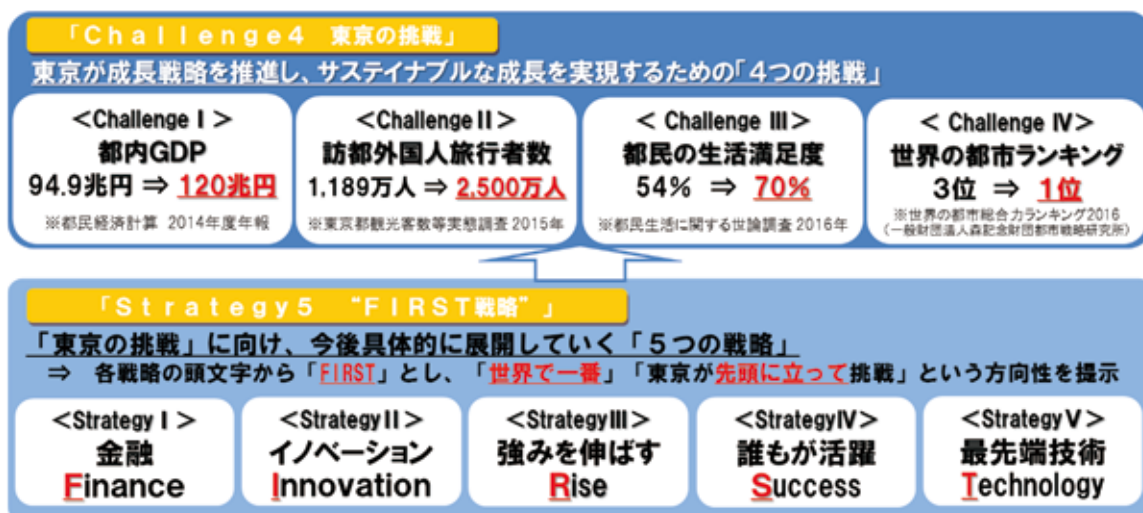 「Challenge4 東京の挑戦」
東京が成長戦略を推進し、サステイナブルな成長を実現するための「４つの挑戦」
＜Challenge Ⅰ＞
都内GDP
94.9兆円 ⇒ 120兆円
※都民経済計算 2014年度年報
＜Challenge Ⅱ＞
訪都外国人旅行者数
1,189万人 ⇒ 2,500万人
※東京都観光客数等実態調査 2015年
＜ Challenge Ⅲ＞
都民の生活満足度
54% ⇒ 70%
※都民生活に関する世論調査 2016年
＜ Challenge Ⅳ＞
世界の都市ランキング
3位 ⇒ 1位
※世界の都市総合力ランキング2016
（一般財団法人森記念財団都市戦略研究所）
「Strategy５ “FIRST戦略”」
「東京の挑戦」に向け、今後具体的に展開していく「５つの戦略」
⇒ 各戦略の頭文字から「FIRST」とし、「世界で一番」「東京が先頭に立って挑戦」という方向性を提示
＜Strategy Ⅰ＞
金融
Finance
＜Strategy Ⅱ＞
イノベーション
Innovation
＜Strategy Ⅲ＞
強みを伸ばす
Rise
＜Strategy Ⅳ＞
誰もが活躍
Success
＜Strategy Ⅴ＞
最先端技術
Technology